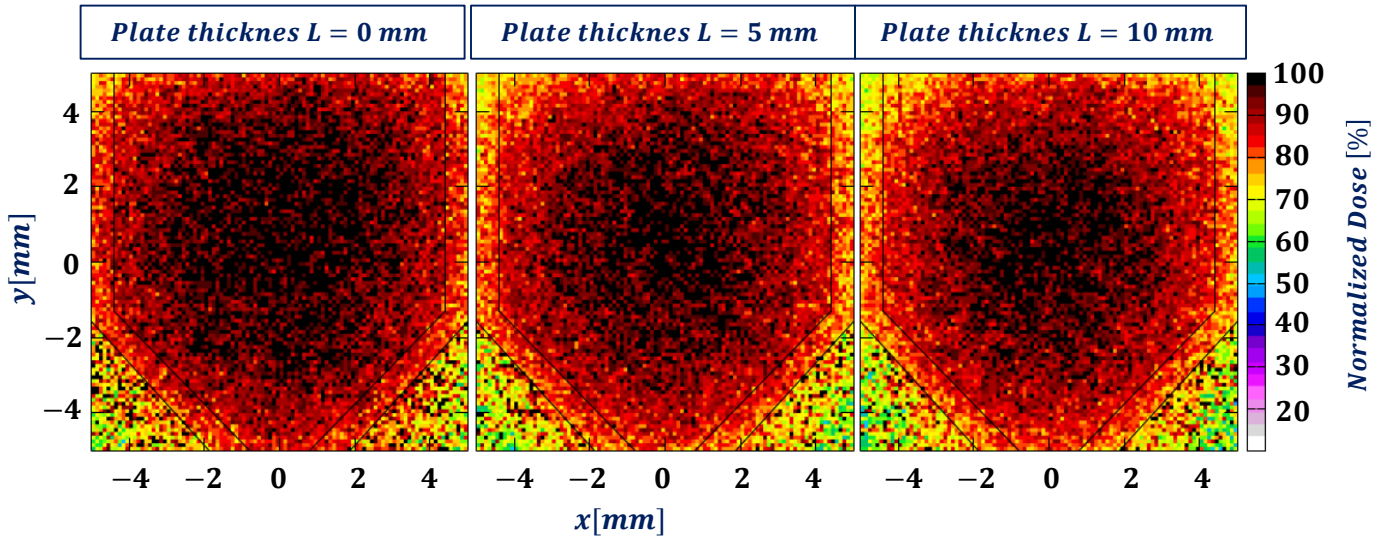 Plate thicknes L = 0 mm
Plate thicknes L = 5 mm
Plate thicknes L = 10 mm
y[mm]
4
2
0
−2
−4
−4 −2 0 2 4
−4 −2 0 2 4
−4 −2 0 2 4
x[mm]
100
90
80
70
60
50
40
30
20
Normalized Dose [%]